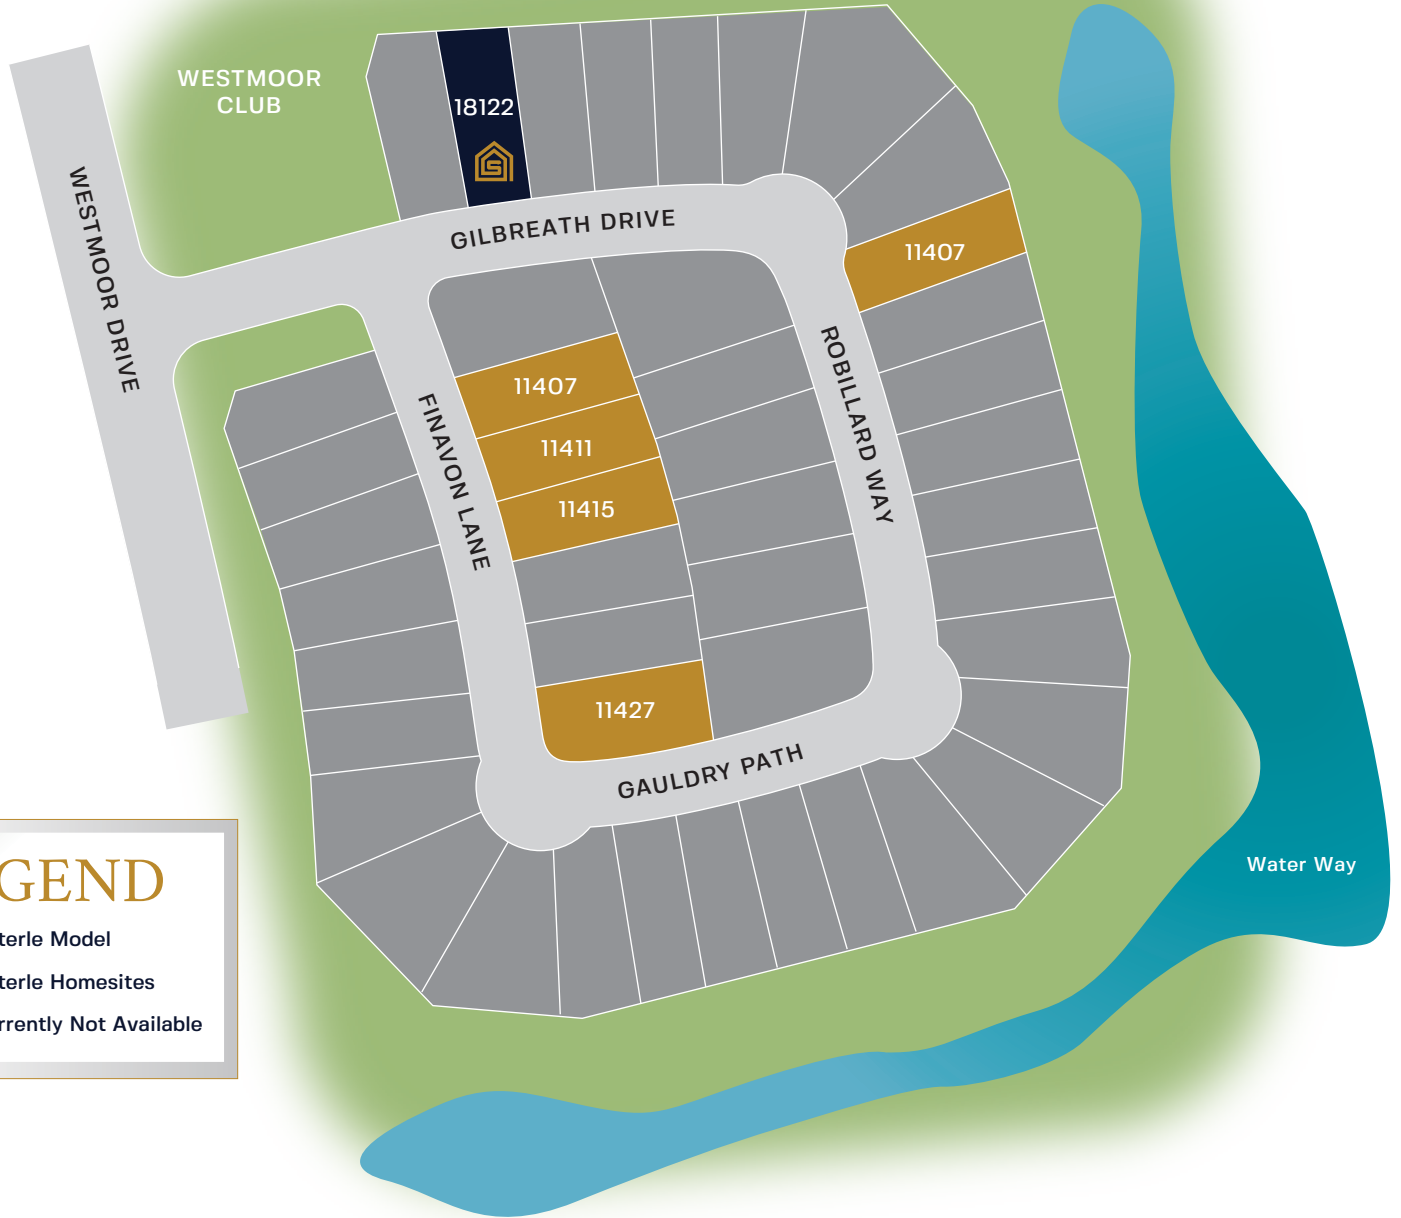 WESTMOOR
CLUB
18122
WESTMOOR DRIVE
GILBREATH DRIVE
11407
ROBILLARD WAY
FINAVON LANE
11407
11411
11415
11427
GAULDRY PATH
Water Way
GEND
terle Model
terle Homesites
rrently Not Available